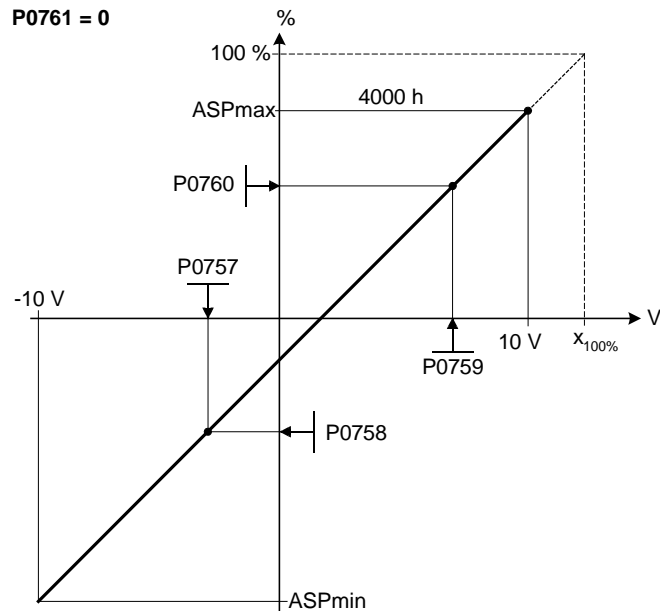 P0761 = 0
%
100 %
ASPmax
4000 h
P0760
P0757
-10 V
V
10 V
x100%
P0759
P0758
ASPmin